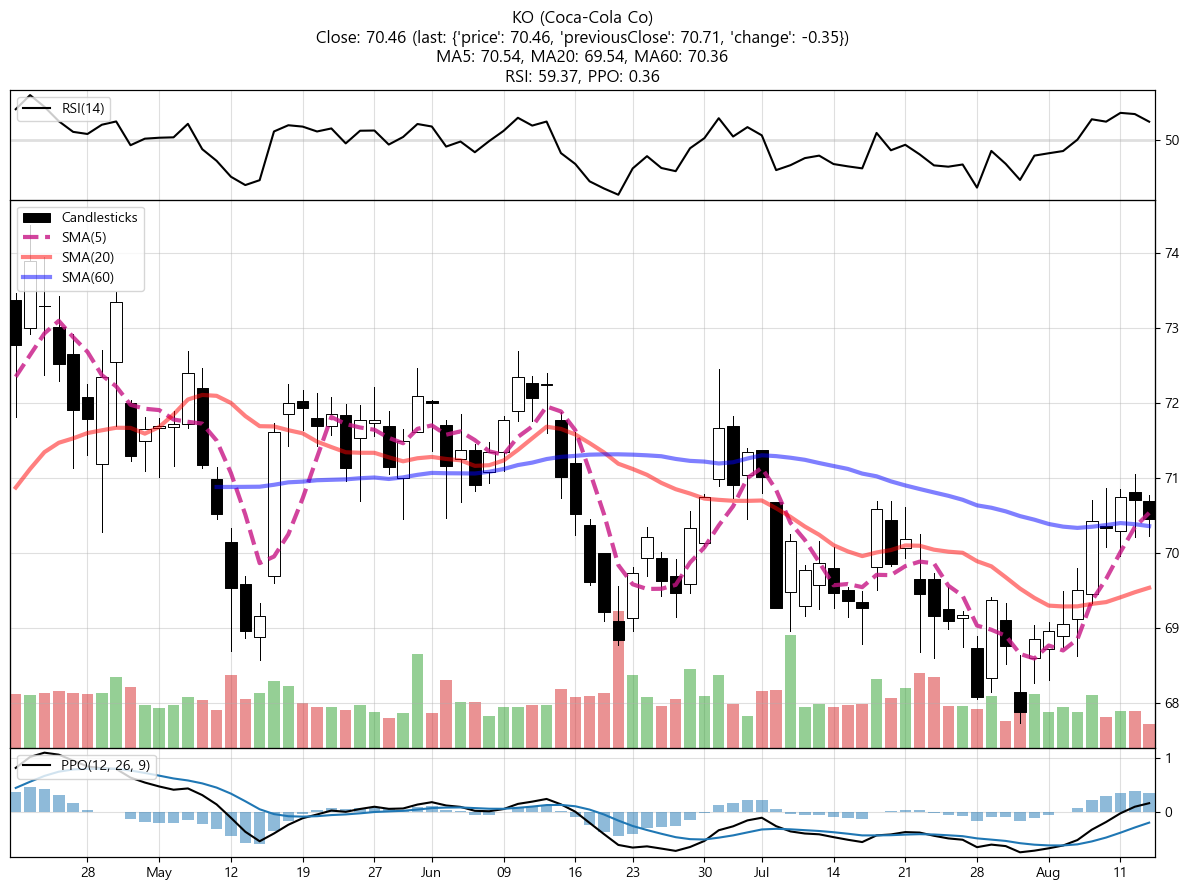 KO (Coca-Cola Co)
Close: 70.46 (last: {'price': 70.46, 'previousClose': 70.71, 'change': -0.35})
MA5: 70.54, MA20: 69.54, MA60: 70.36
RSI: 59.37, PPO: 0.36
RSI(14)
50
Candlesticks
SMA(5)
SMA(20)
SMA(60)
74
73
72
71
70
69
68
PPO(12, 26, 9)
1
0
28 May 12 19 27 Jun 09 16 23 30 Jul 14 21 28 Aug 11